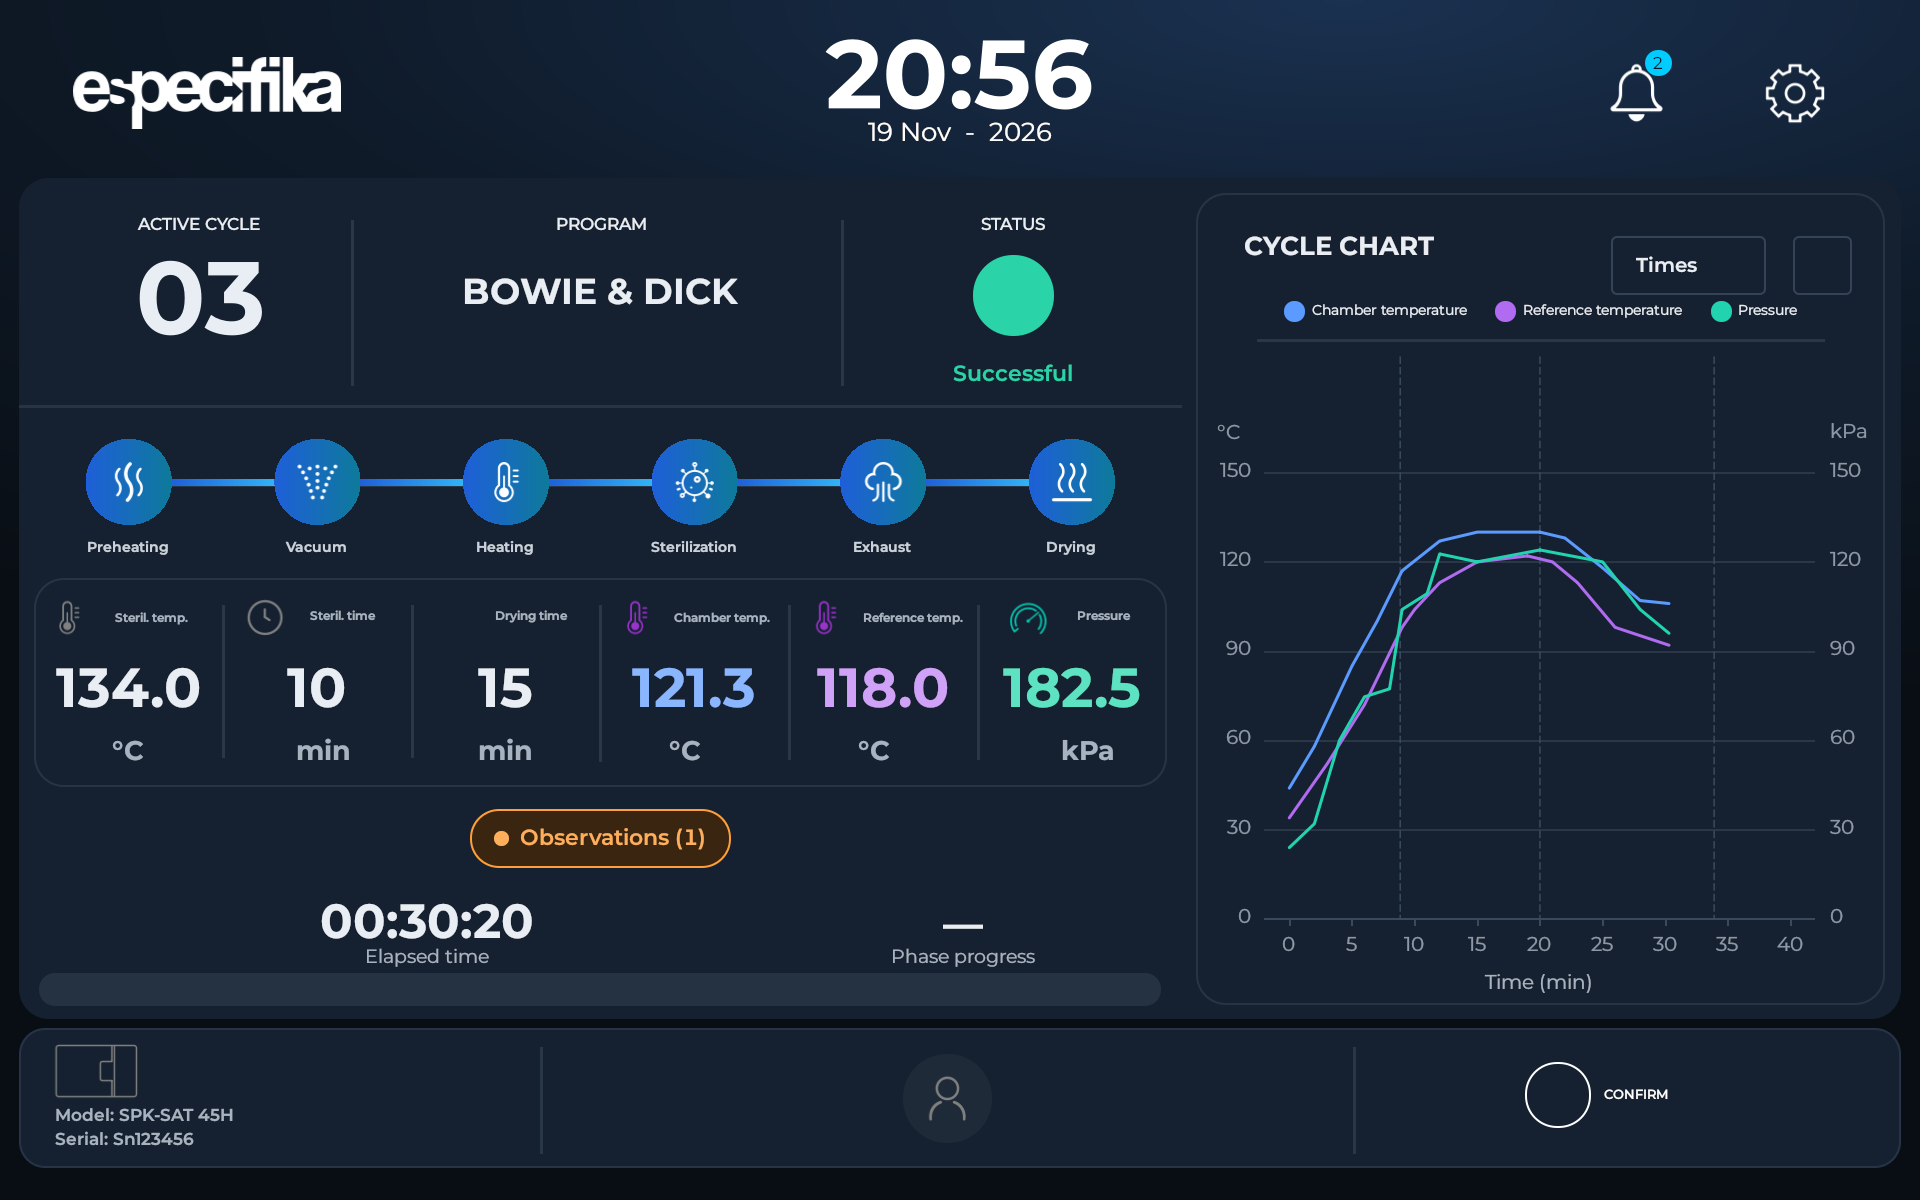 especifika
20:56
19 Nov - 2026
2
ACTIVE CYCLE
03
PROGRAM
BOWIE & DICK
STATUS
Successful
Preheating
Vacuum
Heating
Sterilization
Exhaust
Drying
Steril. temp.
134.0
°C
Steril. time
10
min
Drying time
15
min
Chamber temp.
121.3
°C
Reference temp.
118.0
°C
Pressure
182.5
kPa
Observations (1)
00:30:20
Elapsed time
—
Phase progress
CYCLE CHART
Times
Chamber temperature
Reference temperature
Pressure
°C
kPa
150
150
120
120
90
90
60
60
30
30
0
0
0 5 10 15 20 25 30 35 40
Time (min)
Model: SPK-SAT 45H
Serial: Sn123456
CONFIRM